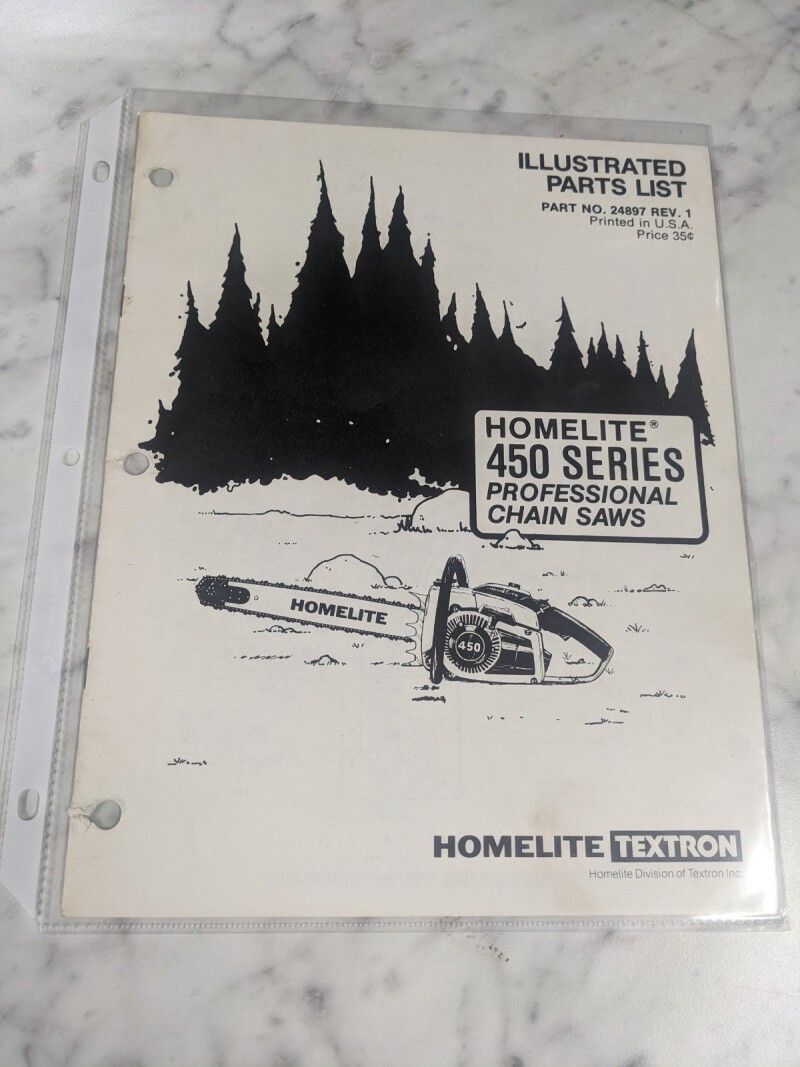 ILLUSTRATED
PARTS LIST
PART NO. 24897 REV. 1
Printed in U.S.A.
Price 35¢
HOMELITE®
450 SERIES
PROFESSIONAL
CHAIN SAWS
HOMELITE
450
HOMELITE TEXTRON
Homelite Division of Textron Inc.